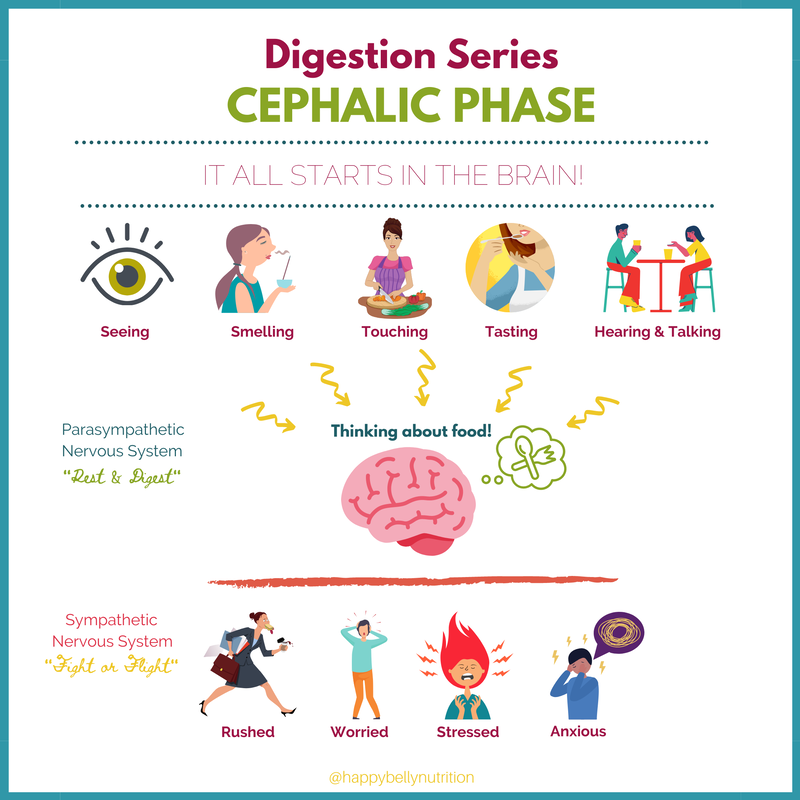 Digestion Series
CEPHALIC PHASE
IT ALL STARTS IN THE BRAIN!
Seeing
Smelling
Touching
Tasting
Hearing & Talking
Thinking about food!
Parasympathetic
Nervous System
"Rest & Digest"
Sympathetic
Nervous System
"Fight or Flight"
Rushed
Worried
Stressed
Anxious
@happybellynutrition